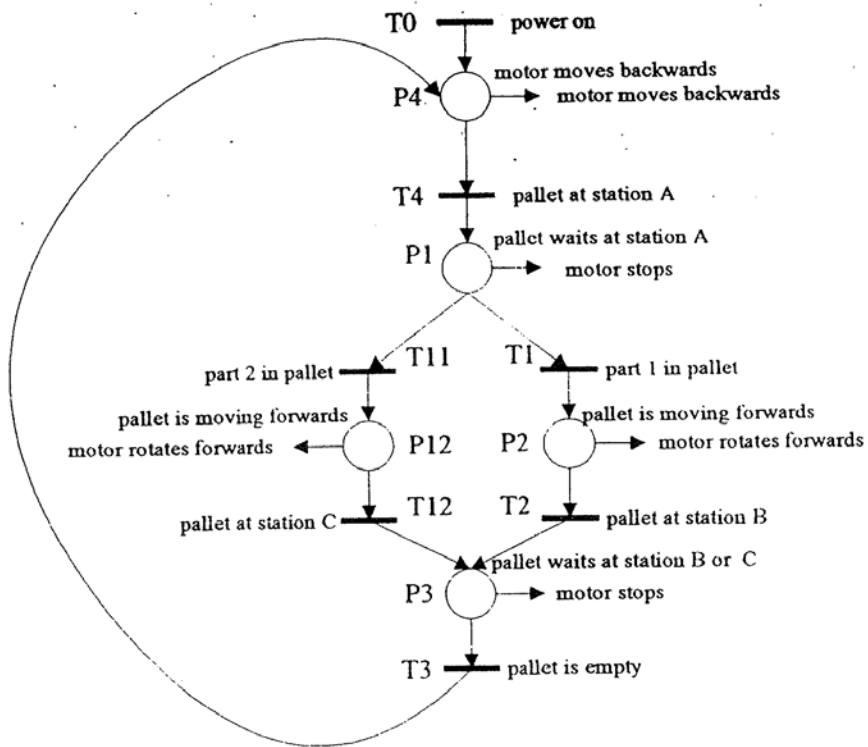 T0 power on
motor moves backwards
P4 motor moves backwards
T4 pallet at station A
pallet waits at station A
P1 motor stops
part 2 in pallet T11 T1 part 1 in pallet
pallet is moving forwards pallet is moving forwards
motor rotates forwards P12 P2 motor rotates forwards
pallet at station C T12 T2 pallet at station B
pallet waits at station B or C
P3 motor stops
T3 pallet is empty